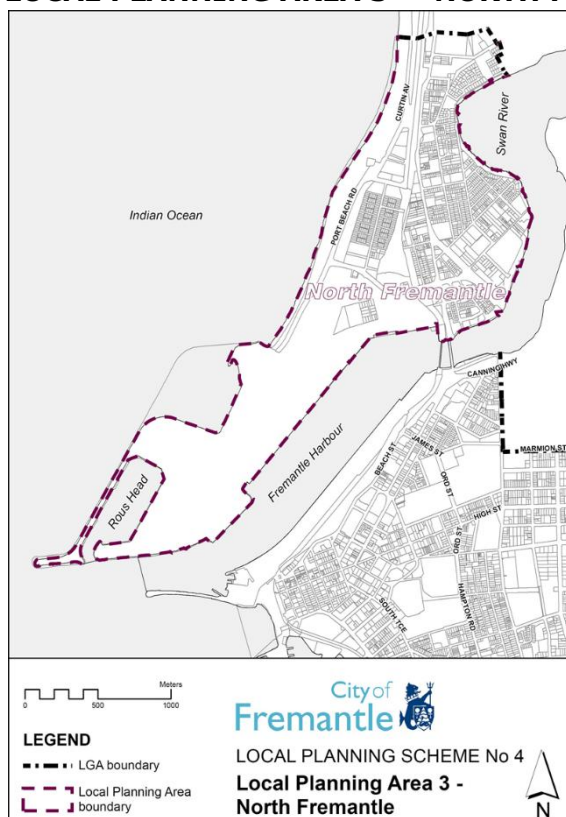 CURTIN AV
Swan River
Indian Ocean
PORT BEACH RD
North Fremantle
CANNING HWY
Fremantle Harbour
MARMION ST
BEACH ST
JAMES ST
ORD ST
Rous Head
HIGH ST
ORD ST
HAMPTON RD
SOUTH TCE
Meters
0 500 1000
City of
Fremantle
LEGEND
LGA boundary
Local Planning Area
boundary
LOCAL PLANNING SCHEME No 4
Local Planning Area 3 -
North Fremantle
N